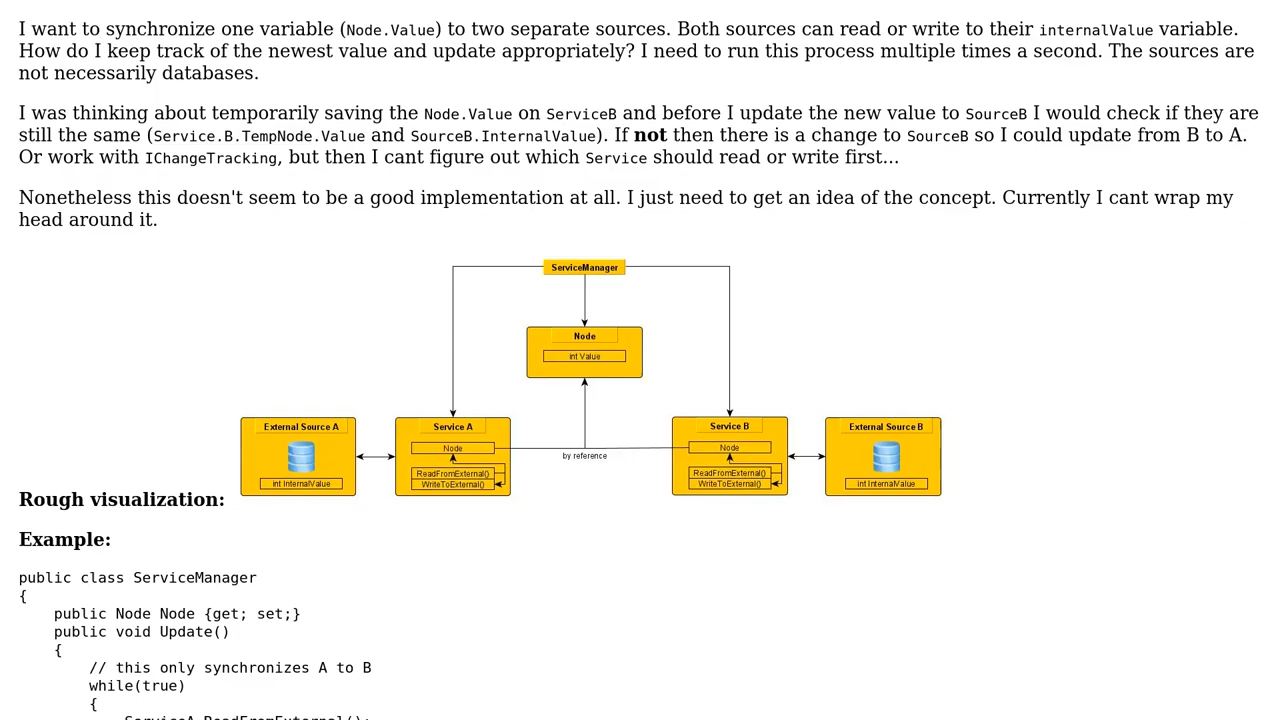 I want to synchronize one variable (Node.Value) to two separate sources. Both sources can read or write to their internalValue variable.
How do I keep track of the newest value and update appropriately? I need to run this process multiple times a second. The sources are
not necessarily databases.
I was thinking about temporarily saving the Node.Value on ServiceB and before I update the new value to SourceB I would check if they are
still the same (Service.B.TempNode.Value and SourceB.InternalValue). If not then there is a change to SourceB so I could update from B to A.
Or work with IChangeTracking, but then I cant figure out which Service should read or write first...
Nonetheless this doesn't seem to be a good implementation at all. I just need to get an idea of the concept. Currently I cant wrap my
head around it.
ServiceManager
Node
int Value
External Source A
int InternalValue
Service A
Node
ReadFromExternal()
WriteToExternal()
by reference
Service B
Node
ReadFromExternal()
WriteToExternal()
External Source B
int InternalValue
Rough visualization:
Example:
public class ServiceManager
{
public Node Node {get; set;}
public void Update()
{
// this only synchronizes A to B
while(true)
{
ServiceA.ReadFromExternal();